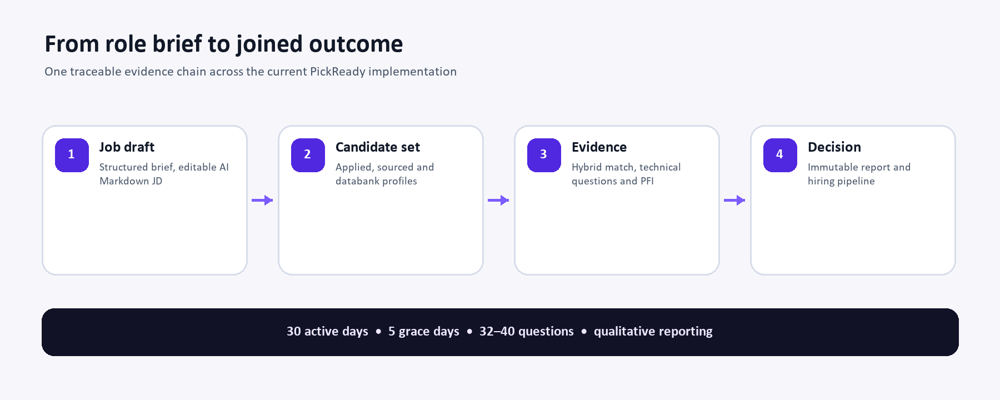 From role brief to joined outcome
One traceable evidence chain across the current PickReady implementation
1
Job draft
Structured brief, editable AI
Markdown JD
2
Candidate set
Applied, sourced and
databank profiles
3
Evidence
Hybrid match, technical
questions and PFI
4
Decision
Immutable report and
hiring pipeline
30 active days • 5 grace days • 32–40 questions • qualitative reporting